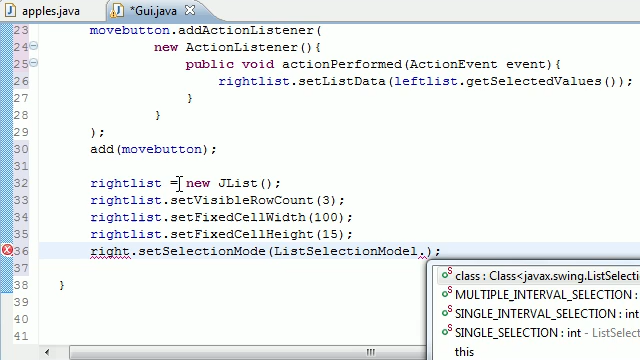 apples.java *Gui.java
23 movebutton.addActionListener(
24 new ActionListener(){
25 public void actionPerformed(ActionEvent event){
26 rightlist.setListData(leftlist.getSelectedValues());
27 }
28 }
29 );
30 add(movebutton);
31
32 rightlist = new JList();
33 rightlist.setVisibleRowCount(3);
34 rightlist.setFixedCellWidth(100);
35 rightlist.setFixedCellHeight(15);
36 right.setSelectionMode(ListSelectionModel.);
37
class : Class<javax.swing.ListSelecti
38 }
MULTIPLE_INTERVAL_SELECTION :
39
SINGLE_INTERVAL_SELECTION : int
40
SINGLE_SELECTION : int - ListSelec
41
this